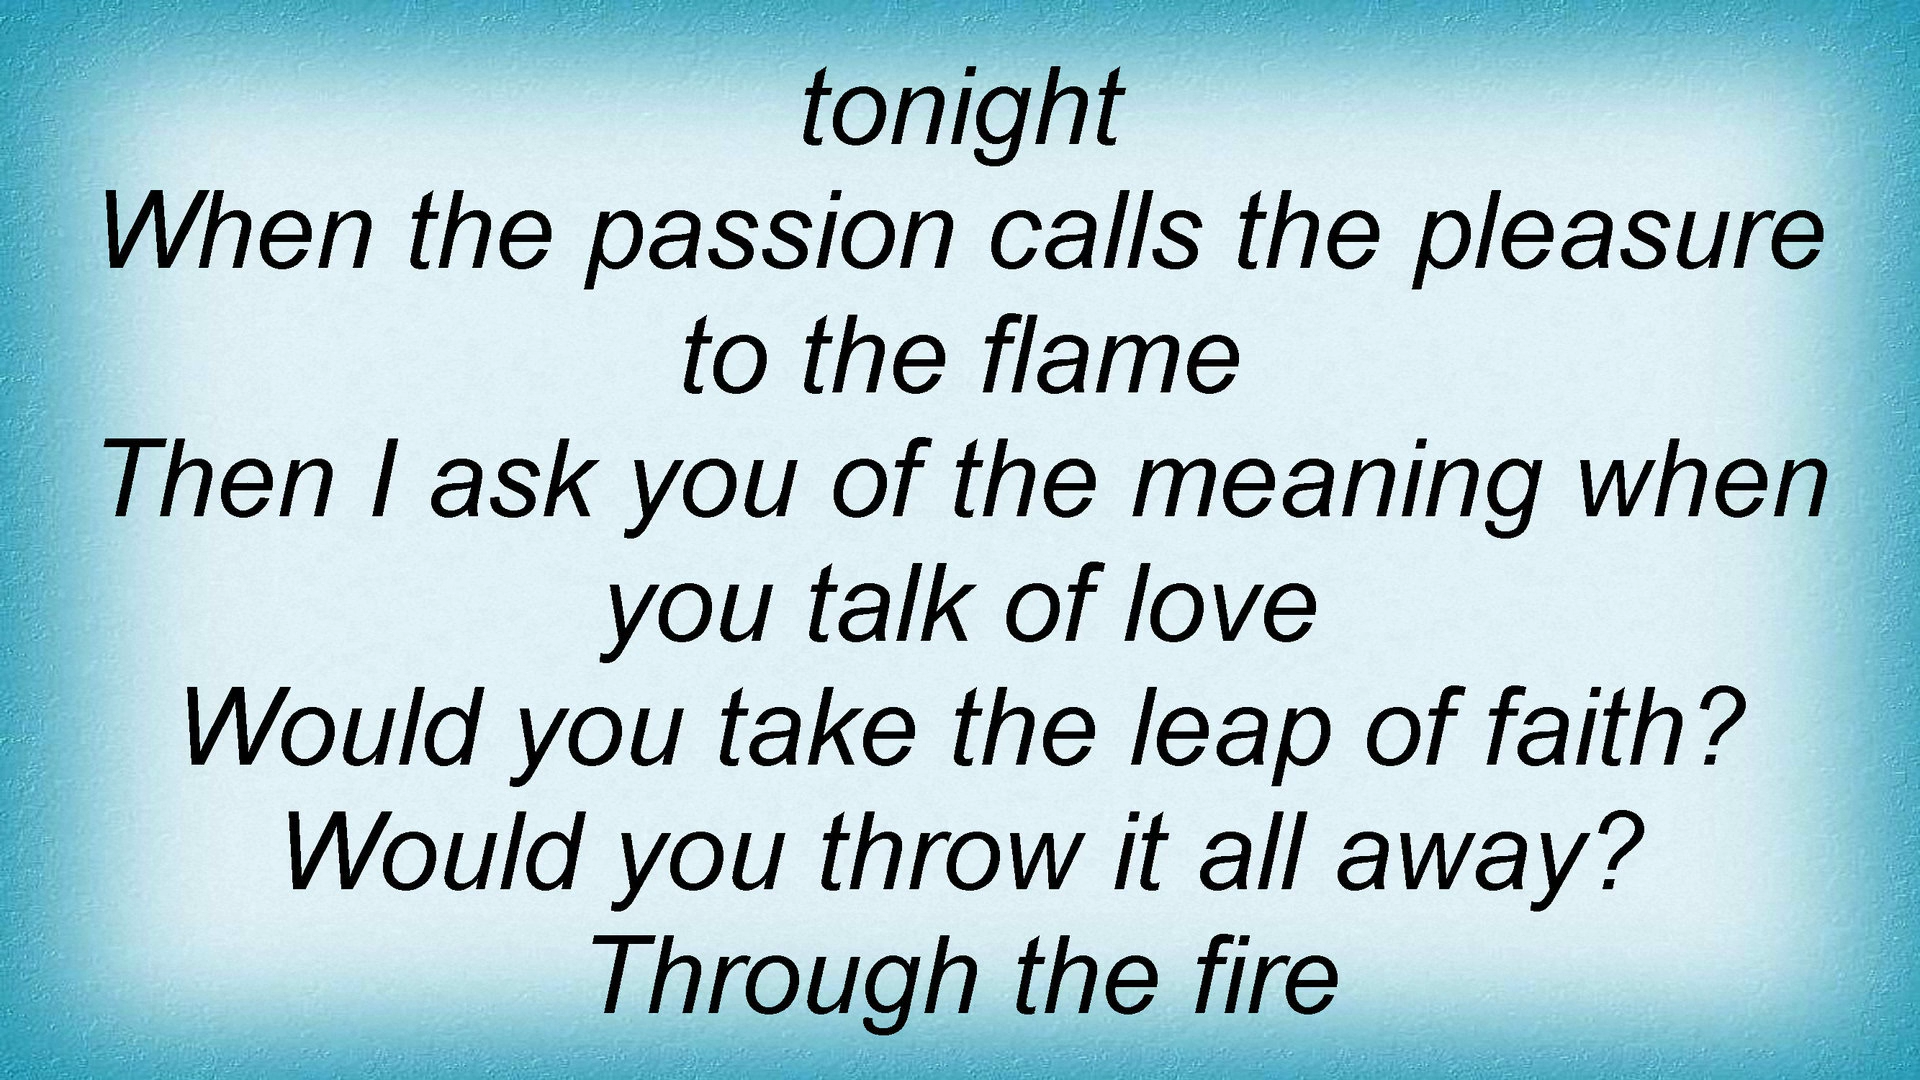 tonight
When the passion calls the pleasure
to the flame
Then I ask you of the meaning when
you talk of love
Would you take the leap of faith?
Would you throw it all away?
Through the fire